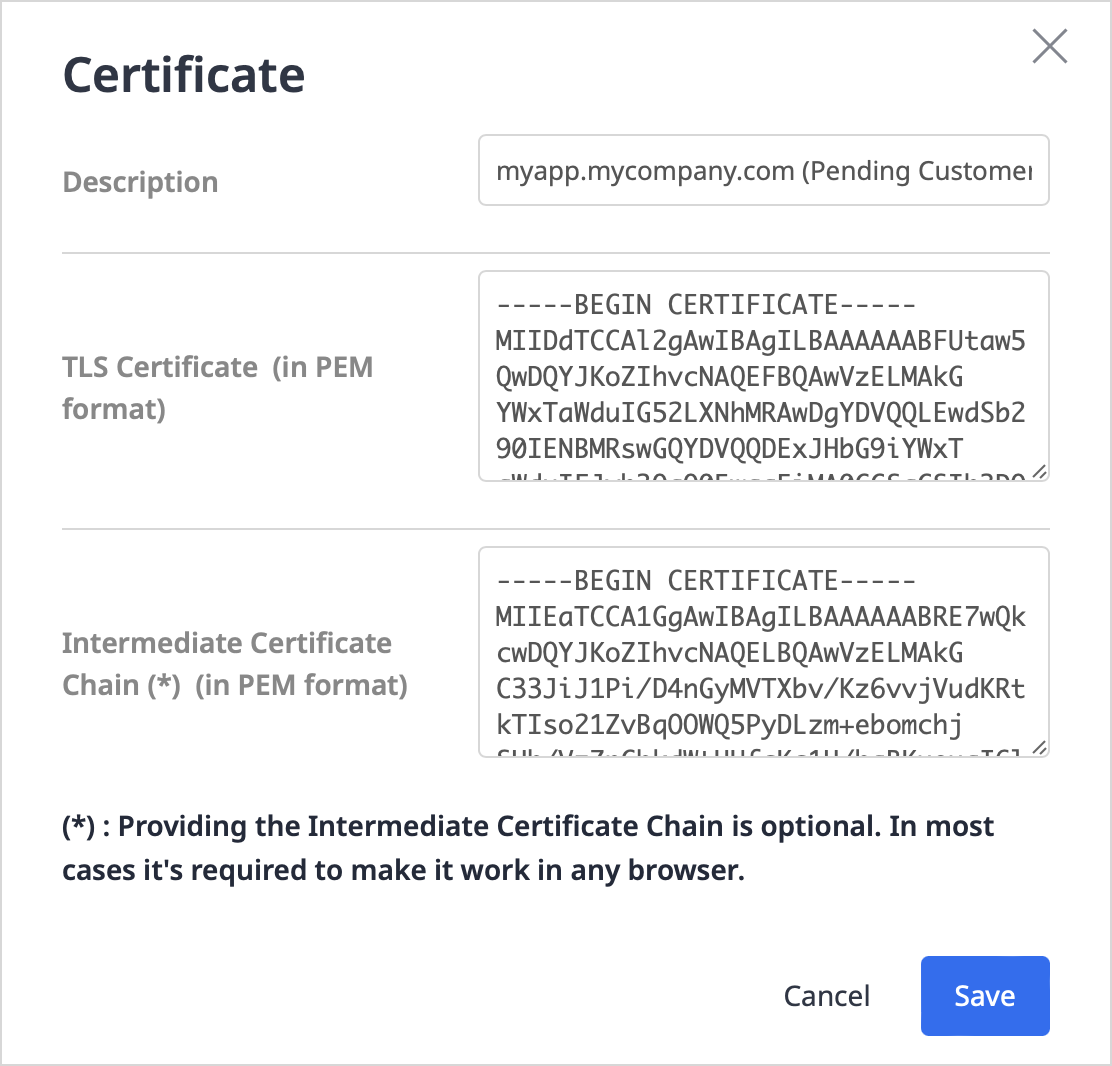 Certificate
Description
myapp.mycompany.com (Pending Customer
TLS Certificate (in PEM
format)
-----BEGIN CERTIFICATE-----
MIIDdTCCAl2gAwIBAgILBAAAAAABFUtaw5
QwDQYJKoZIhvcNAQEFBQAwVzELMAkG
YWxTaWduIG52LXNhMRAwDgYDVQQLEwdSb2
90IENBMRswGQYDVQQDExJHbG9iYWxT
Intermediate Certificate
Chain (*) (in PEM format)
-----BEGIN CERTIFICATE-----
MIIEaTCCA1GgAwIBAgILBAAAAAABRE7wQk
cwDQYJKoZIhvcNAQELBQAwVzELMAkG
C33JiJ1Pi/D4nGyMVTXbv/Kz6vvjVudKRt
kTIso21ZvBqOOWQ5PyDLzm+ebomchj
(*) : Providing the Intermediate Certificate Chain is optional. In most
cases it's required to make it work in any browser.
Cancel
Save